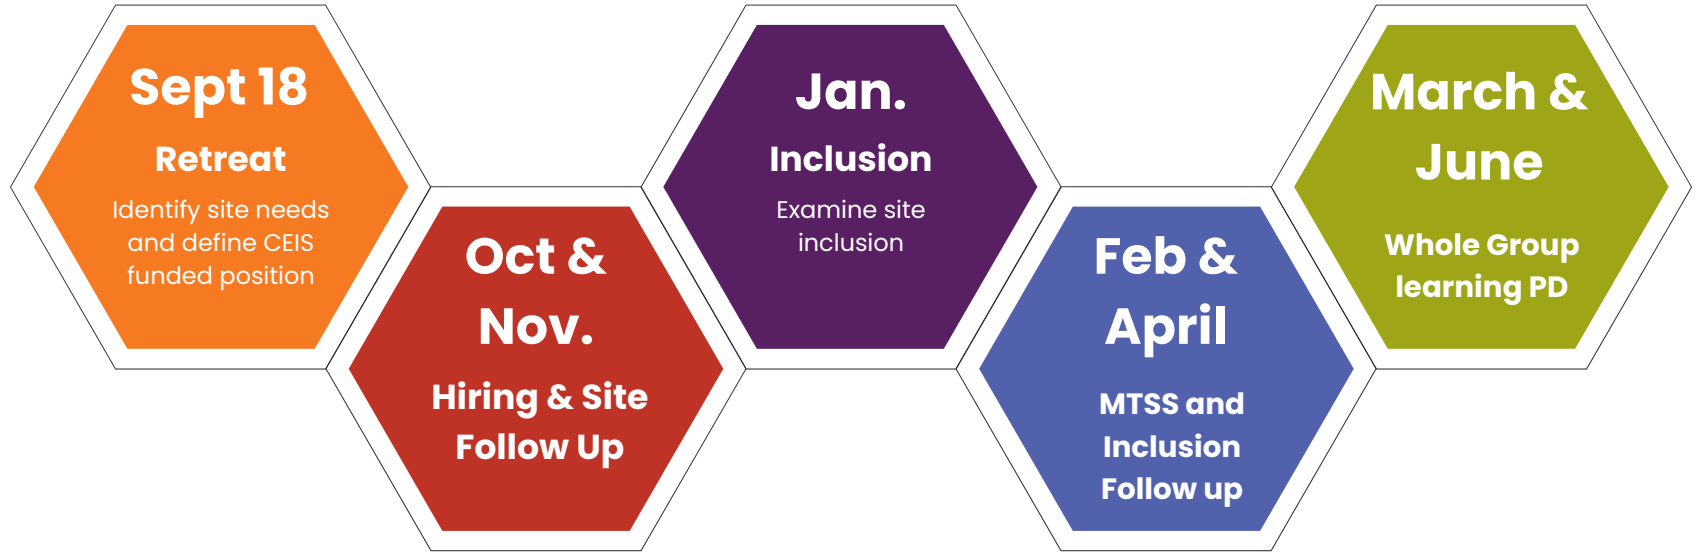 Sept 18
Retreat
Identify site needs
and define CEIS
funded position
Oct &
Nov.
Hiring & Site
Follow Up
Jan.
Inclusion
Examine site
inclusion
Feb &
April
MTSS and
Inclusion
Follow up
March &
June
Whole Group
learning PD